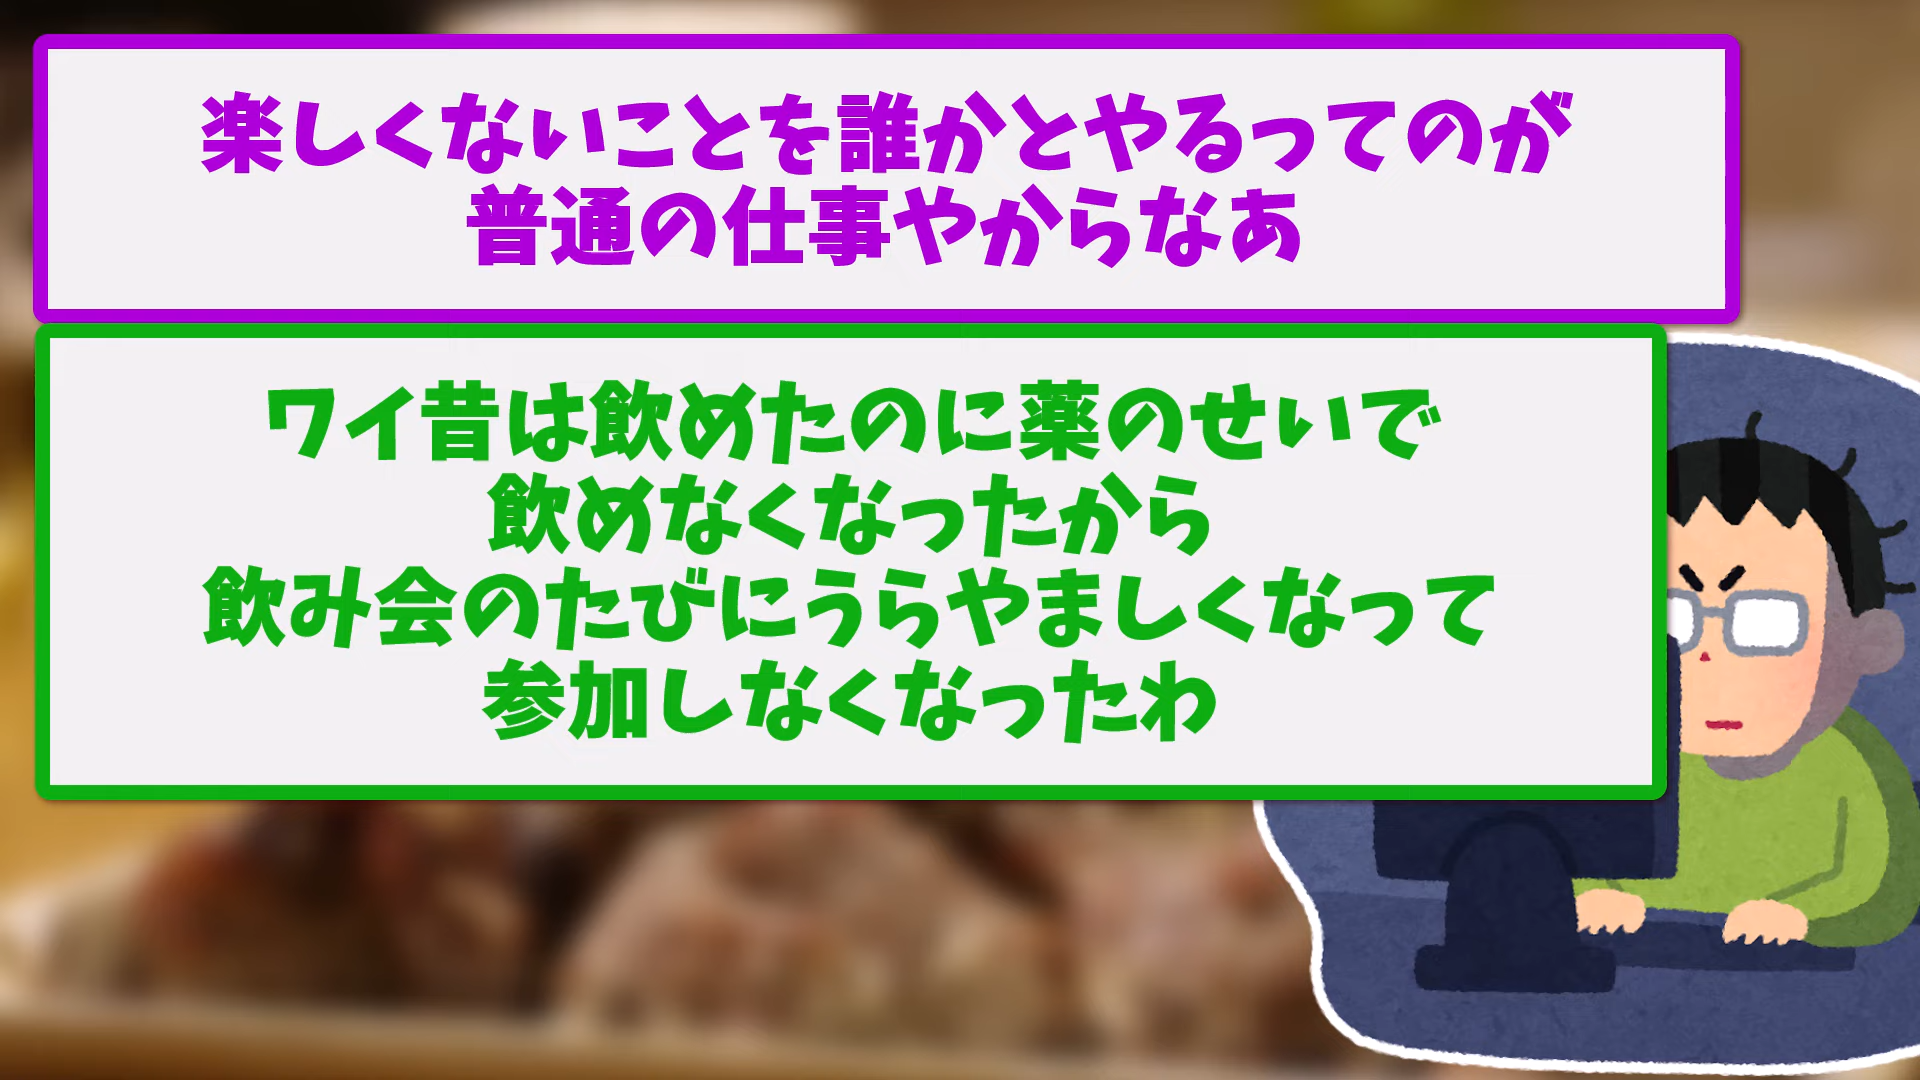 楽しくないことを誰かとやるってのが
普通の仕事やからなあ
ワイ昔は飲めたのに薬のせいで
飲めなくなったから
飲み会のたびにうらやましくなって
参加しなくなったわ